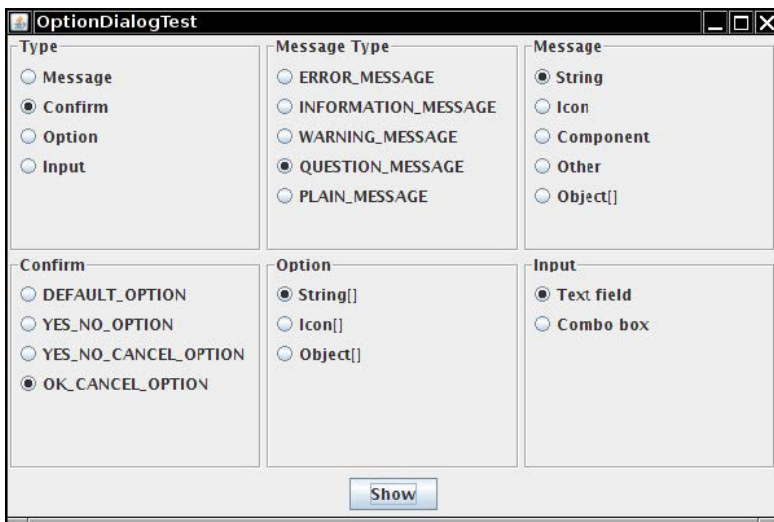 OptionDialogTest
Type
Message
Confirm
Option
Input
Message Type
ERROR_MESSAGE
INFORMATION_MESSAGE
WARNING_MESSAGE
QUESTION_MESSAGE
PLAIN_MESSAGE
Message
String
Icon
Component
Other
Object[]
Confirm
DEFAULT_OPTION
YES_NO_OPTION
YES_NO_CANCEL_OPTION
OK_CANCEL_OPTION
Option
String[]
Icon[]
Object[]
Input
Text field
Combo box
Show